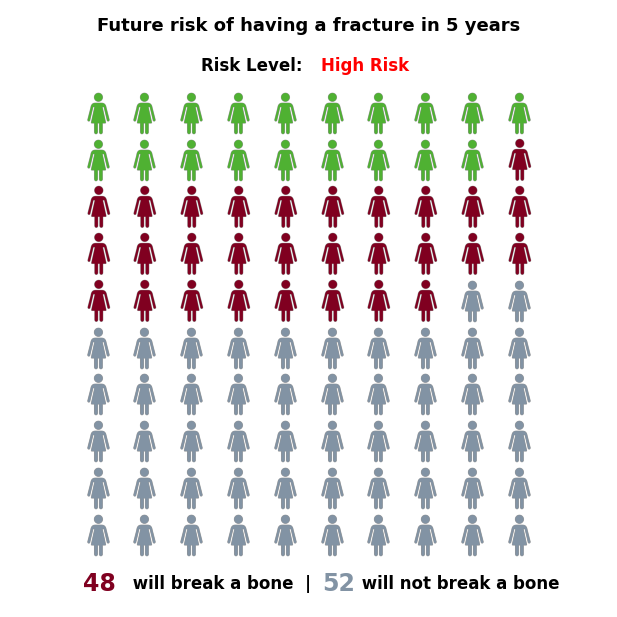 Future risk of having a fracture in 5 years
Risk Level: High Risk
48 will break a bone | 52 will not break a bone